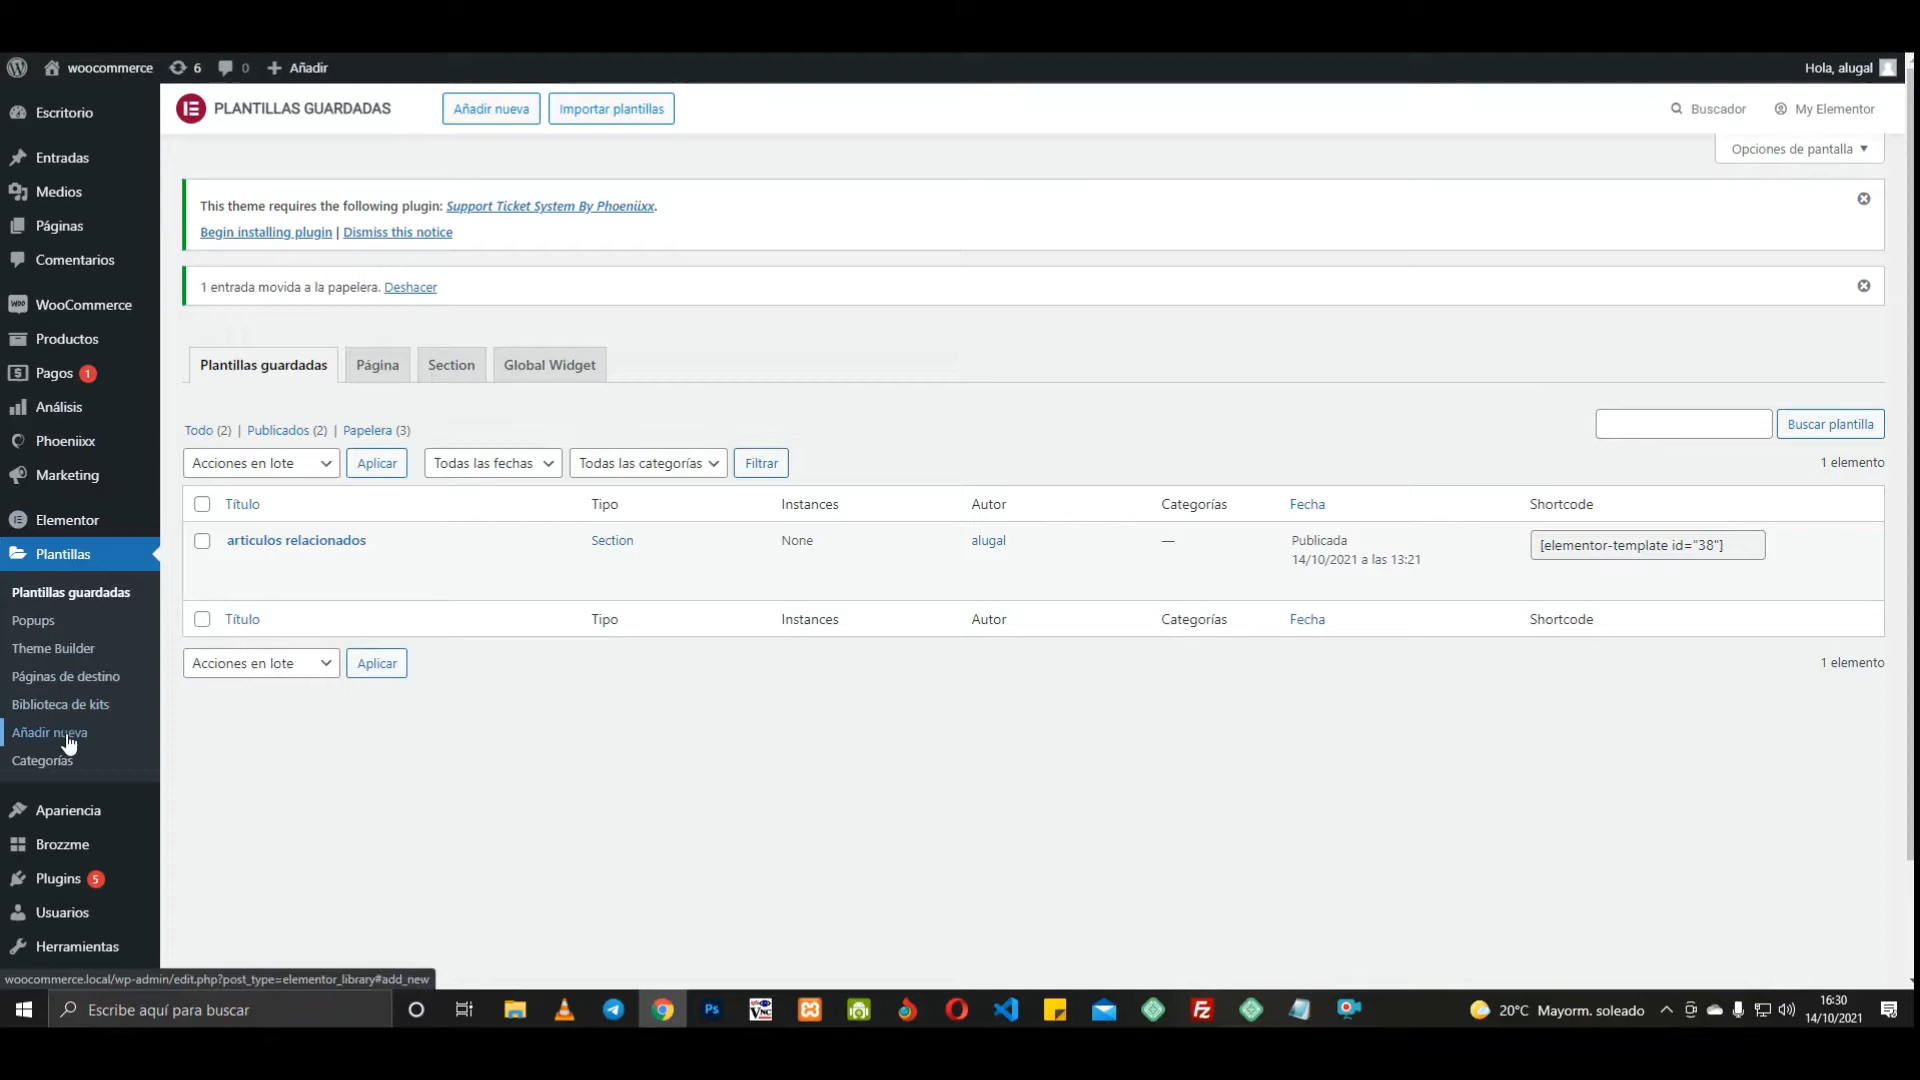 woocommerce 6 0 Añadir Hola, alugal
PLANTILLAS GUARDADAS Añadir nueva Importar plantillas Buscador My Elementor
Opciones de pantalla
Escritorio
Entradas
Medios
Páginas
Comentarios
WooCommerce
Productos
Pagos 1
Análisis
Phoeniixx
Marketing
Elementor
Plantillas
Plantillas guardadas
Popups
Theme Builder
Páginas de destino
Biblioteca de kits
Añadir nueva
Categorías
Apariencia
Brozzme
Plugins 5
Usuarios
Herramientas
This theme requires the following plugin: Support Ticket System By Phoeniixx.
Begin installing plugin | Dismiss this notice
1 entrada movida a la papelera. Deshacer
Plantillas guardadas Página Section Global Widget
Todo (2) | Publicados (2) | Papelera (3)
Buscar plantilla
Acciones en lote Aplicar Todas las fechas Todas las categorías Filtrar
1 elemento
Título Tipo Instances Autor Categorías Fecha Shortcode
articulos relacionados Section None alugal — Publicada [elementor-template id="38"]
14/10/2021 a las 13:21
Título Tipo Instances Autor Categorías Fecha Shortcode
Acciones en lote Aplicar 1 elemento
woocommerce.local/wp-admin/edit.php?post_type=elementor_library#add_new
Escribe aquí para buscar
Ps
VNC
20°C Mayorm. soleado
16:30
14/10/2021